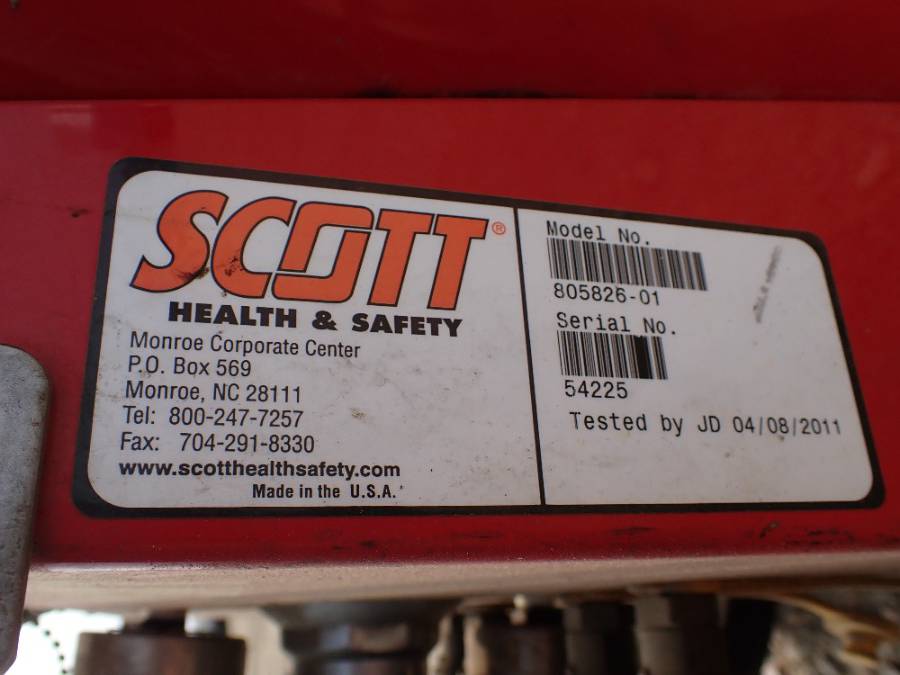 SCOTT®
HEALTH & SAFETY
Monroe Corporate Center
P.O. Box 569
Monroe, NC 28111
Tel: 800-247-7257
Fax: 704-291-8330
www.scotthealthsafety.com
Made in the U.S.A.
Model No.
805826-01
Serial No.
54225
Tested by JD 04/08/2011